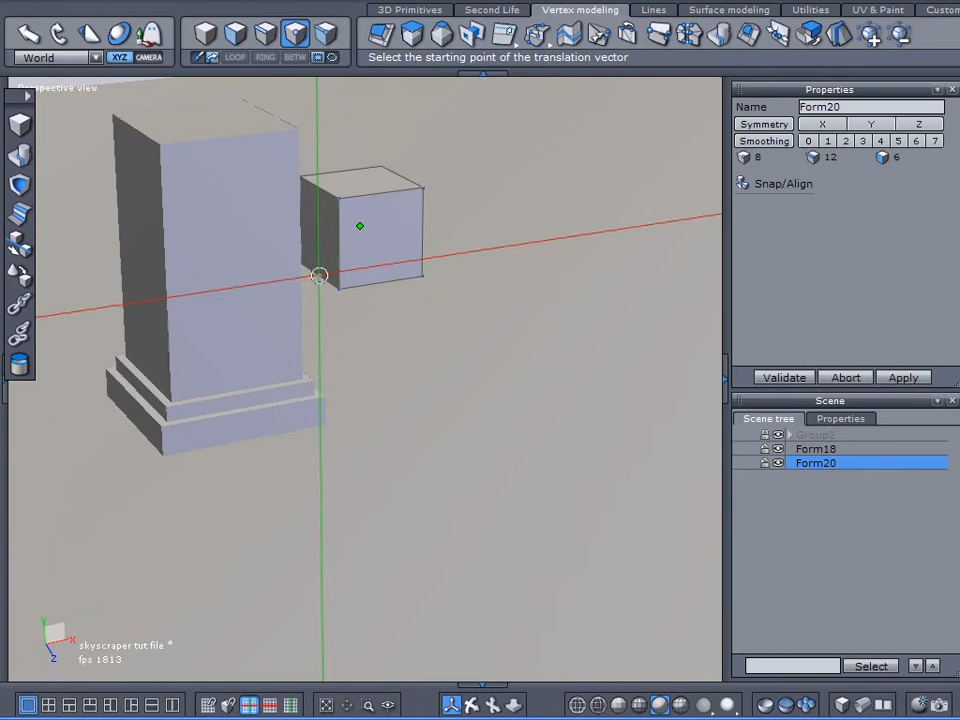 3D Primitives Second Life Vertex modeling Lines Surface modeling Utilities UV & Paint Custom
World XYZ CAMERA LOOP RING BETW Select the starting point of the translation vector
Perspective view
Properties
Name Form20
Symmetry X Y Z
Smoothing 0 1 2 3 4 5 6 7
8 12 6
Snap/Align
Validate Abort Apply
Scene
Scene tree Properties
Group2
Form18
Form20
Y
X
Z
skyscraper tut file *
fps 1813
Select